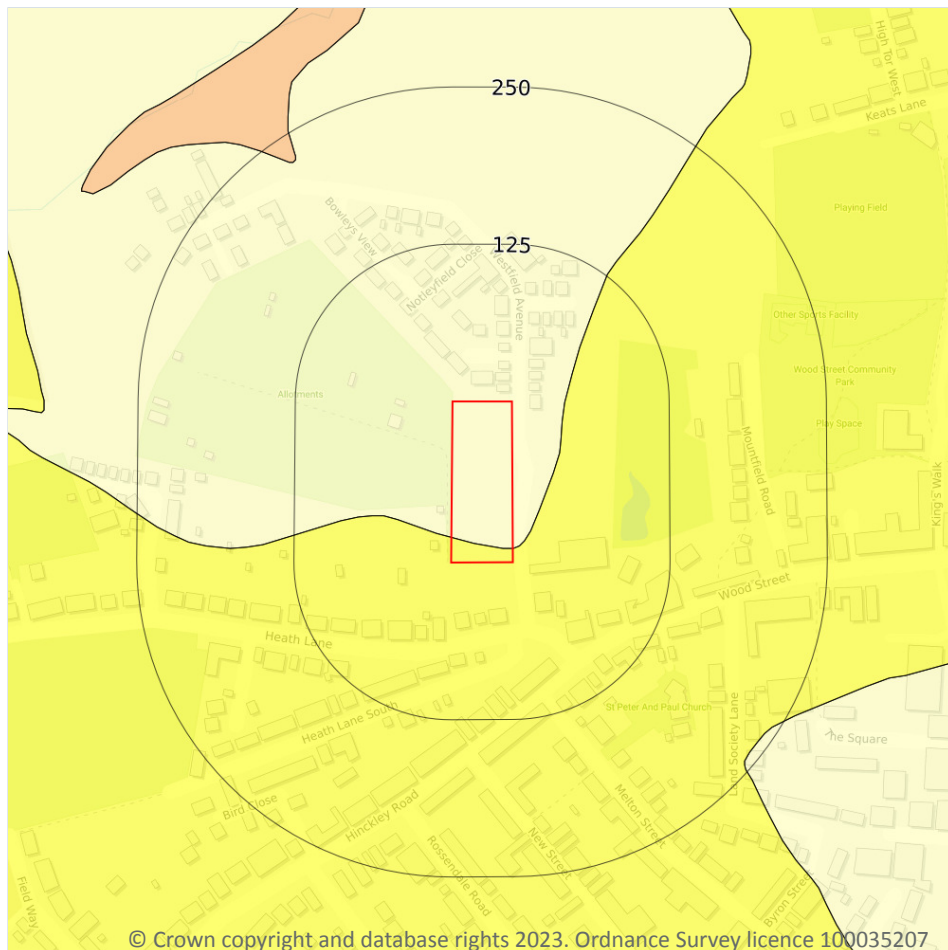 High Tor West
Keats Lane
250
Playing Field
Bowleys View
125
Notleyfield Close
Westfield Avenue
Other Sports Facility
Wood Street Community
Park
Allotments
Play Space
Mountfield Road
King's Walk
Wood Street
Heath Lane
Heath Lane South
St Peter And Paul Church
Land Society Lane
he Square
Bird Close
Hinckley Road
Melton Street
New Street
Rossendale Road
Byron Street
Field Way
© Crown copyright and database rights 2023. Ordnance Survey licence 100035207